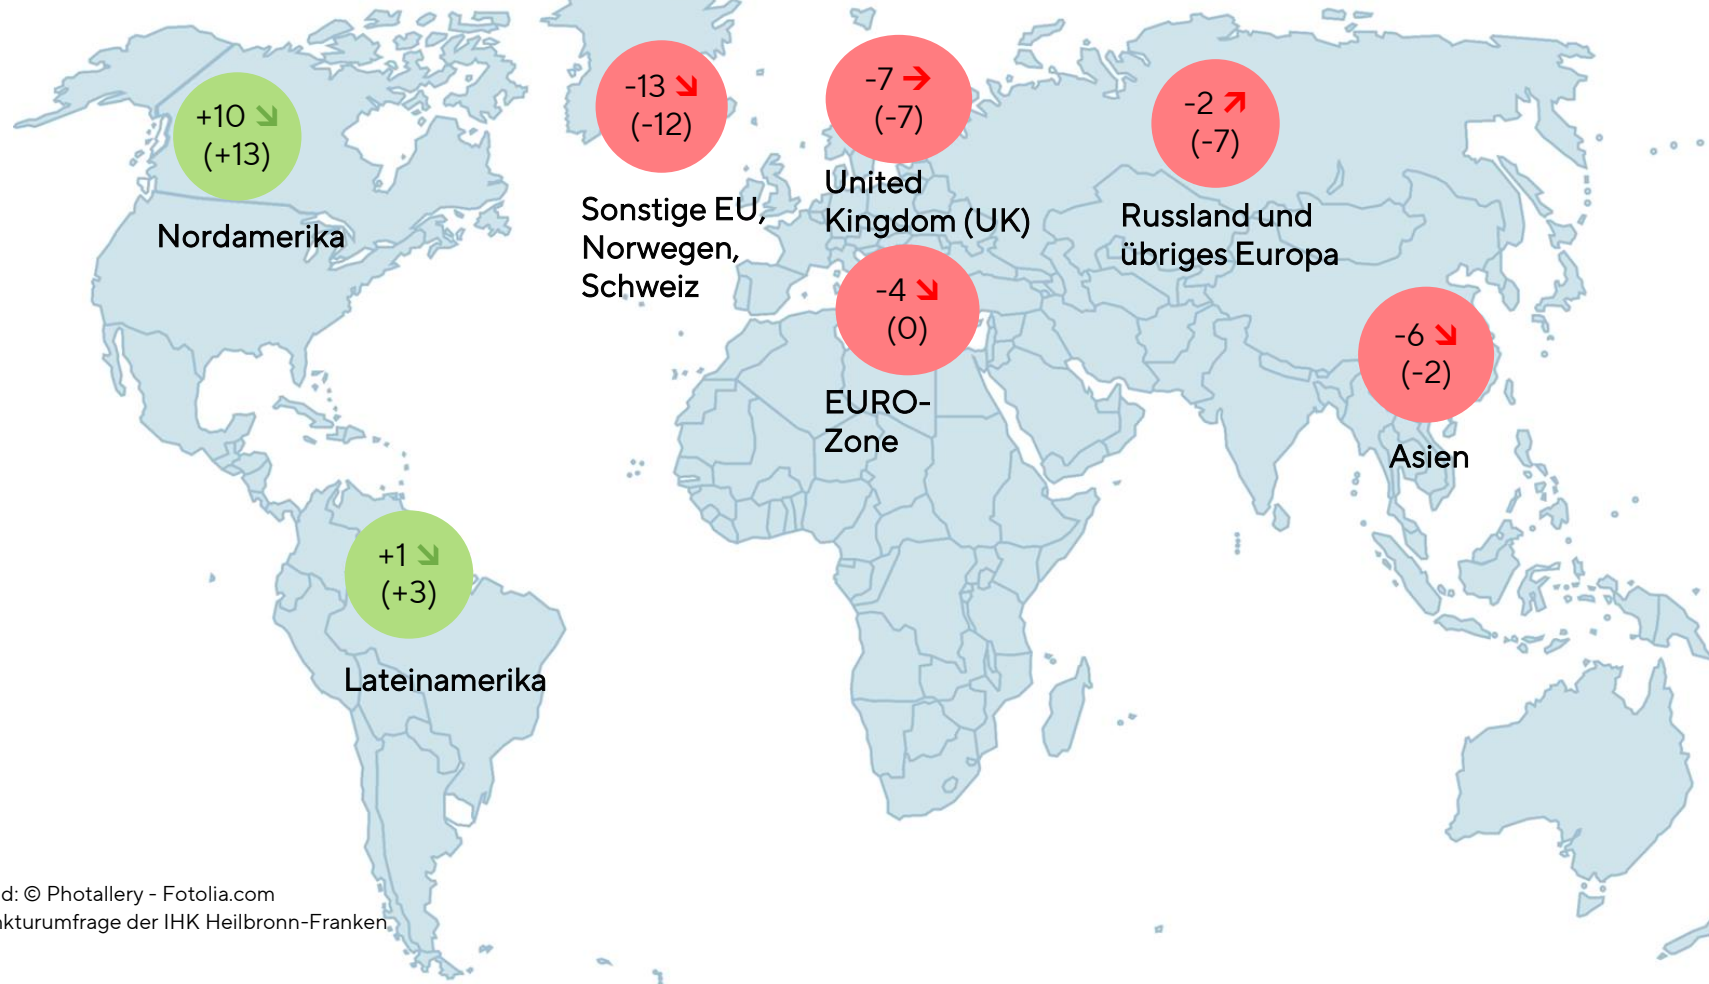 +10 ↘
(+13)
Nordamerika
-13 ↘
(-12)
Sonstige EU,
Norwegen,
Schweiz
-7 →
(-7)
United
Kingdom (UK)
-4 ↘
(0)
EURO-
Zone
-2 ↗
(-7)
Russland und
übriges Europa
-6 ↘
(-2)
Asien
+1 ↘
(+3)
Lateinamerika
d: © Photallery - Fotolia.com
kturumfrage der IHK Heilbronn-Franken